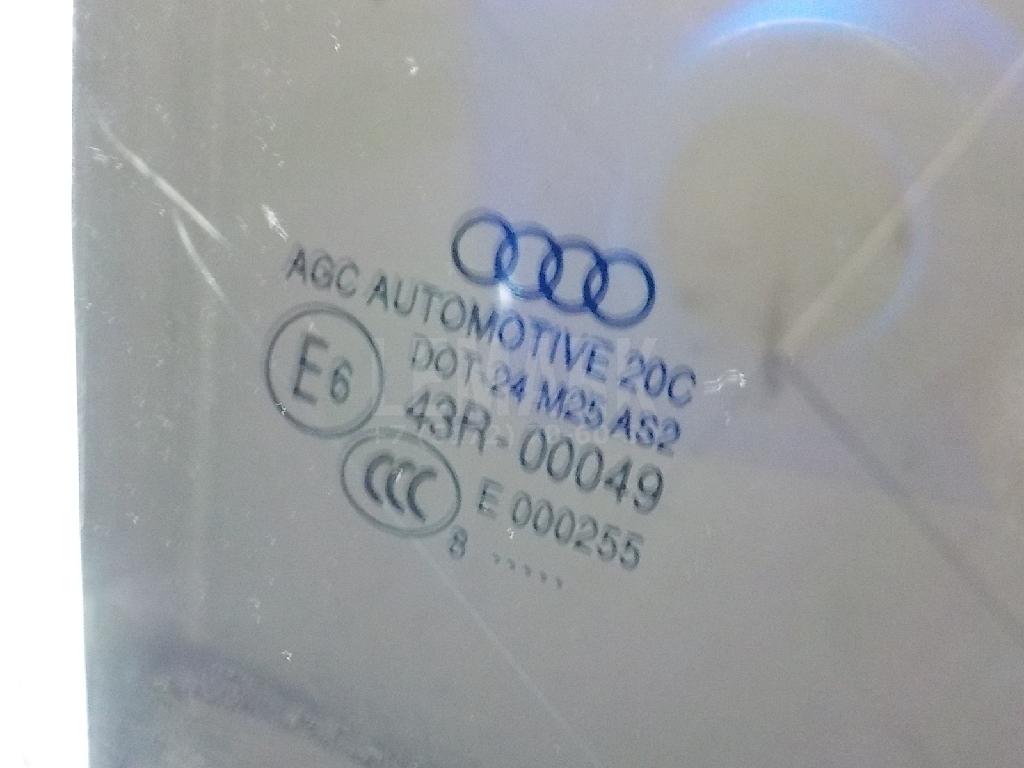 AGC AUTOMOTIVE 20C
DOT-24 M25 AS2
E6
43R-00049
CCC
E 000255
8 .....